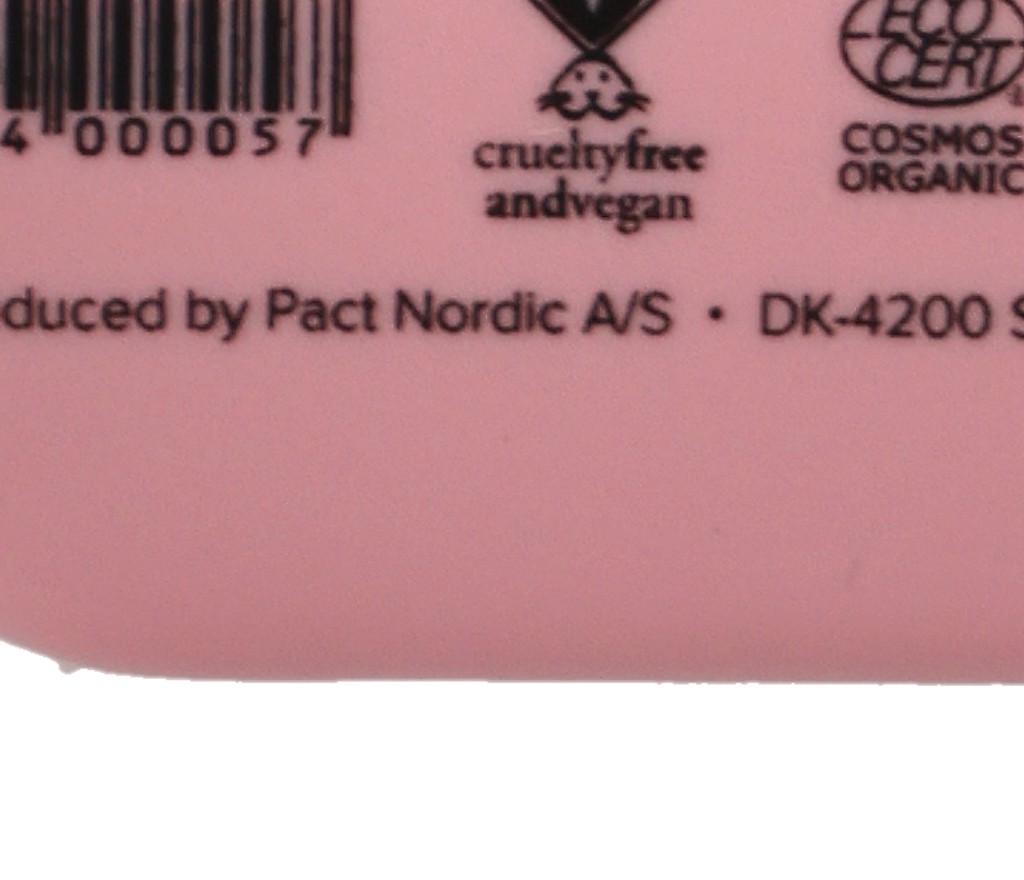 ECO
CERT
4 000057
crueltyfree
andvegan
COSMOS
ORGANIC
duced by Pact Nordic A/S • DK-4200